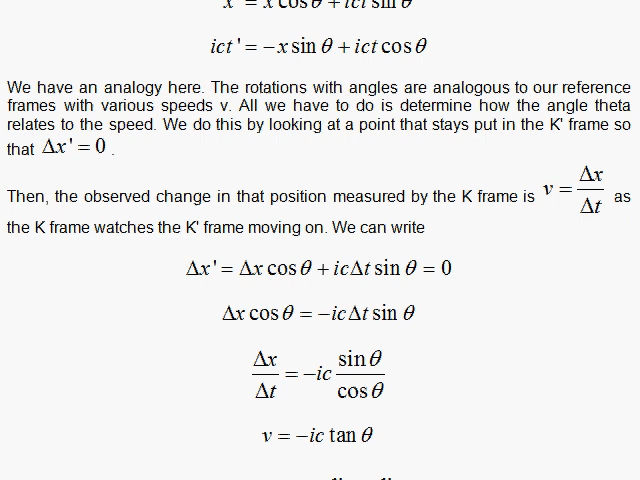 x' = x cos θ + ict sin θ
ict' = −x sin θ + ict cos θ
We have an analogy here. The rotations with angles are analogous to our reference
frames with various speeds v. All we have to do is determine how the angle theta
relates to the speed. We do this by looking at a point that stays put in the K' frame so
that Δx' = 0 .
Then, the observed change in that position measured by the K frame is v = Δx/Δt as
the K frame watches the K' frame moving on. We can write
Δx' = Δx cos θ + icΔt sin θ = 0
Δx cos θ = −icΔt sin θ
Δx/Δt = −ic sin θ/cos θ
v = −ic tan θ